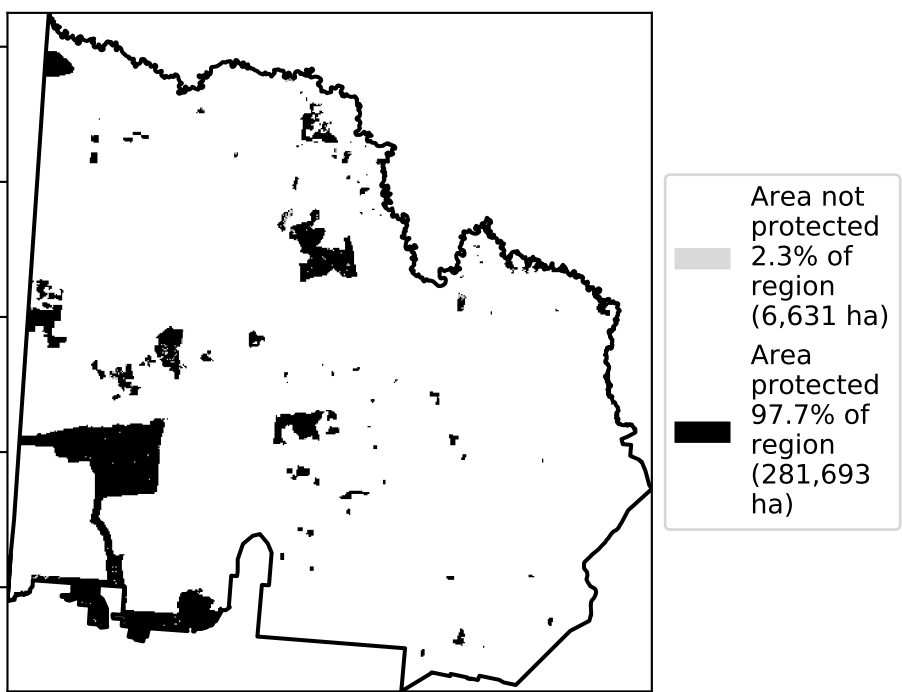 Area not
protected
2.3% of
region
(6,631 ha)
Area
protected
97.7% of
region
(281,693
ha)